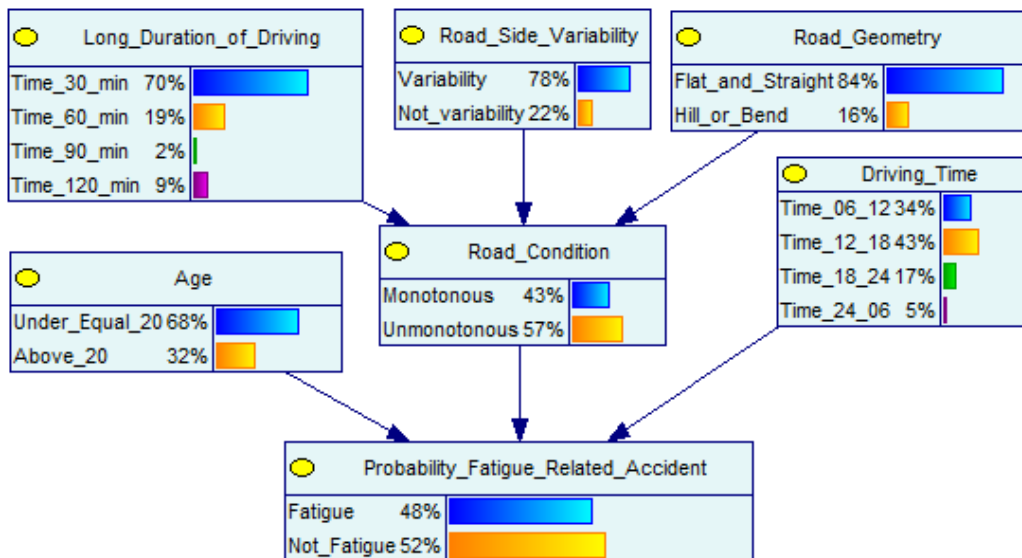 Long_Duration_of_Driving
Time_30_min 70%
Time_60_min 19%
Time_90_min 2%
Time_120_min 9%
Road_Side_Variability
Variability 78%
Not_variability 22%
Road_Geometry
Flat_and_Straight 84%
Hill_or_Bend 16%
Driving_Time
Time_06_12 34%
Time_12_18 43%
Time_18_24 17%
Time_24_06 5%
Road_Condition
Monotonous 43%
Unmonotonous 57%
Age
Under_Equal_20 68%
Above_20 32%
Probability_Fatigue_Related_Accident
Fatigue 48%
Not_Fatigue 52%